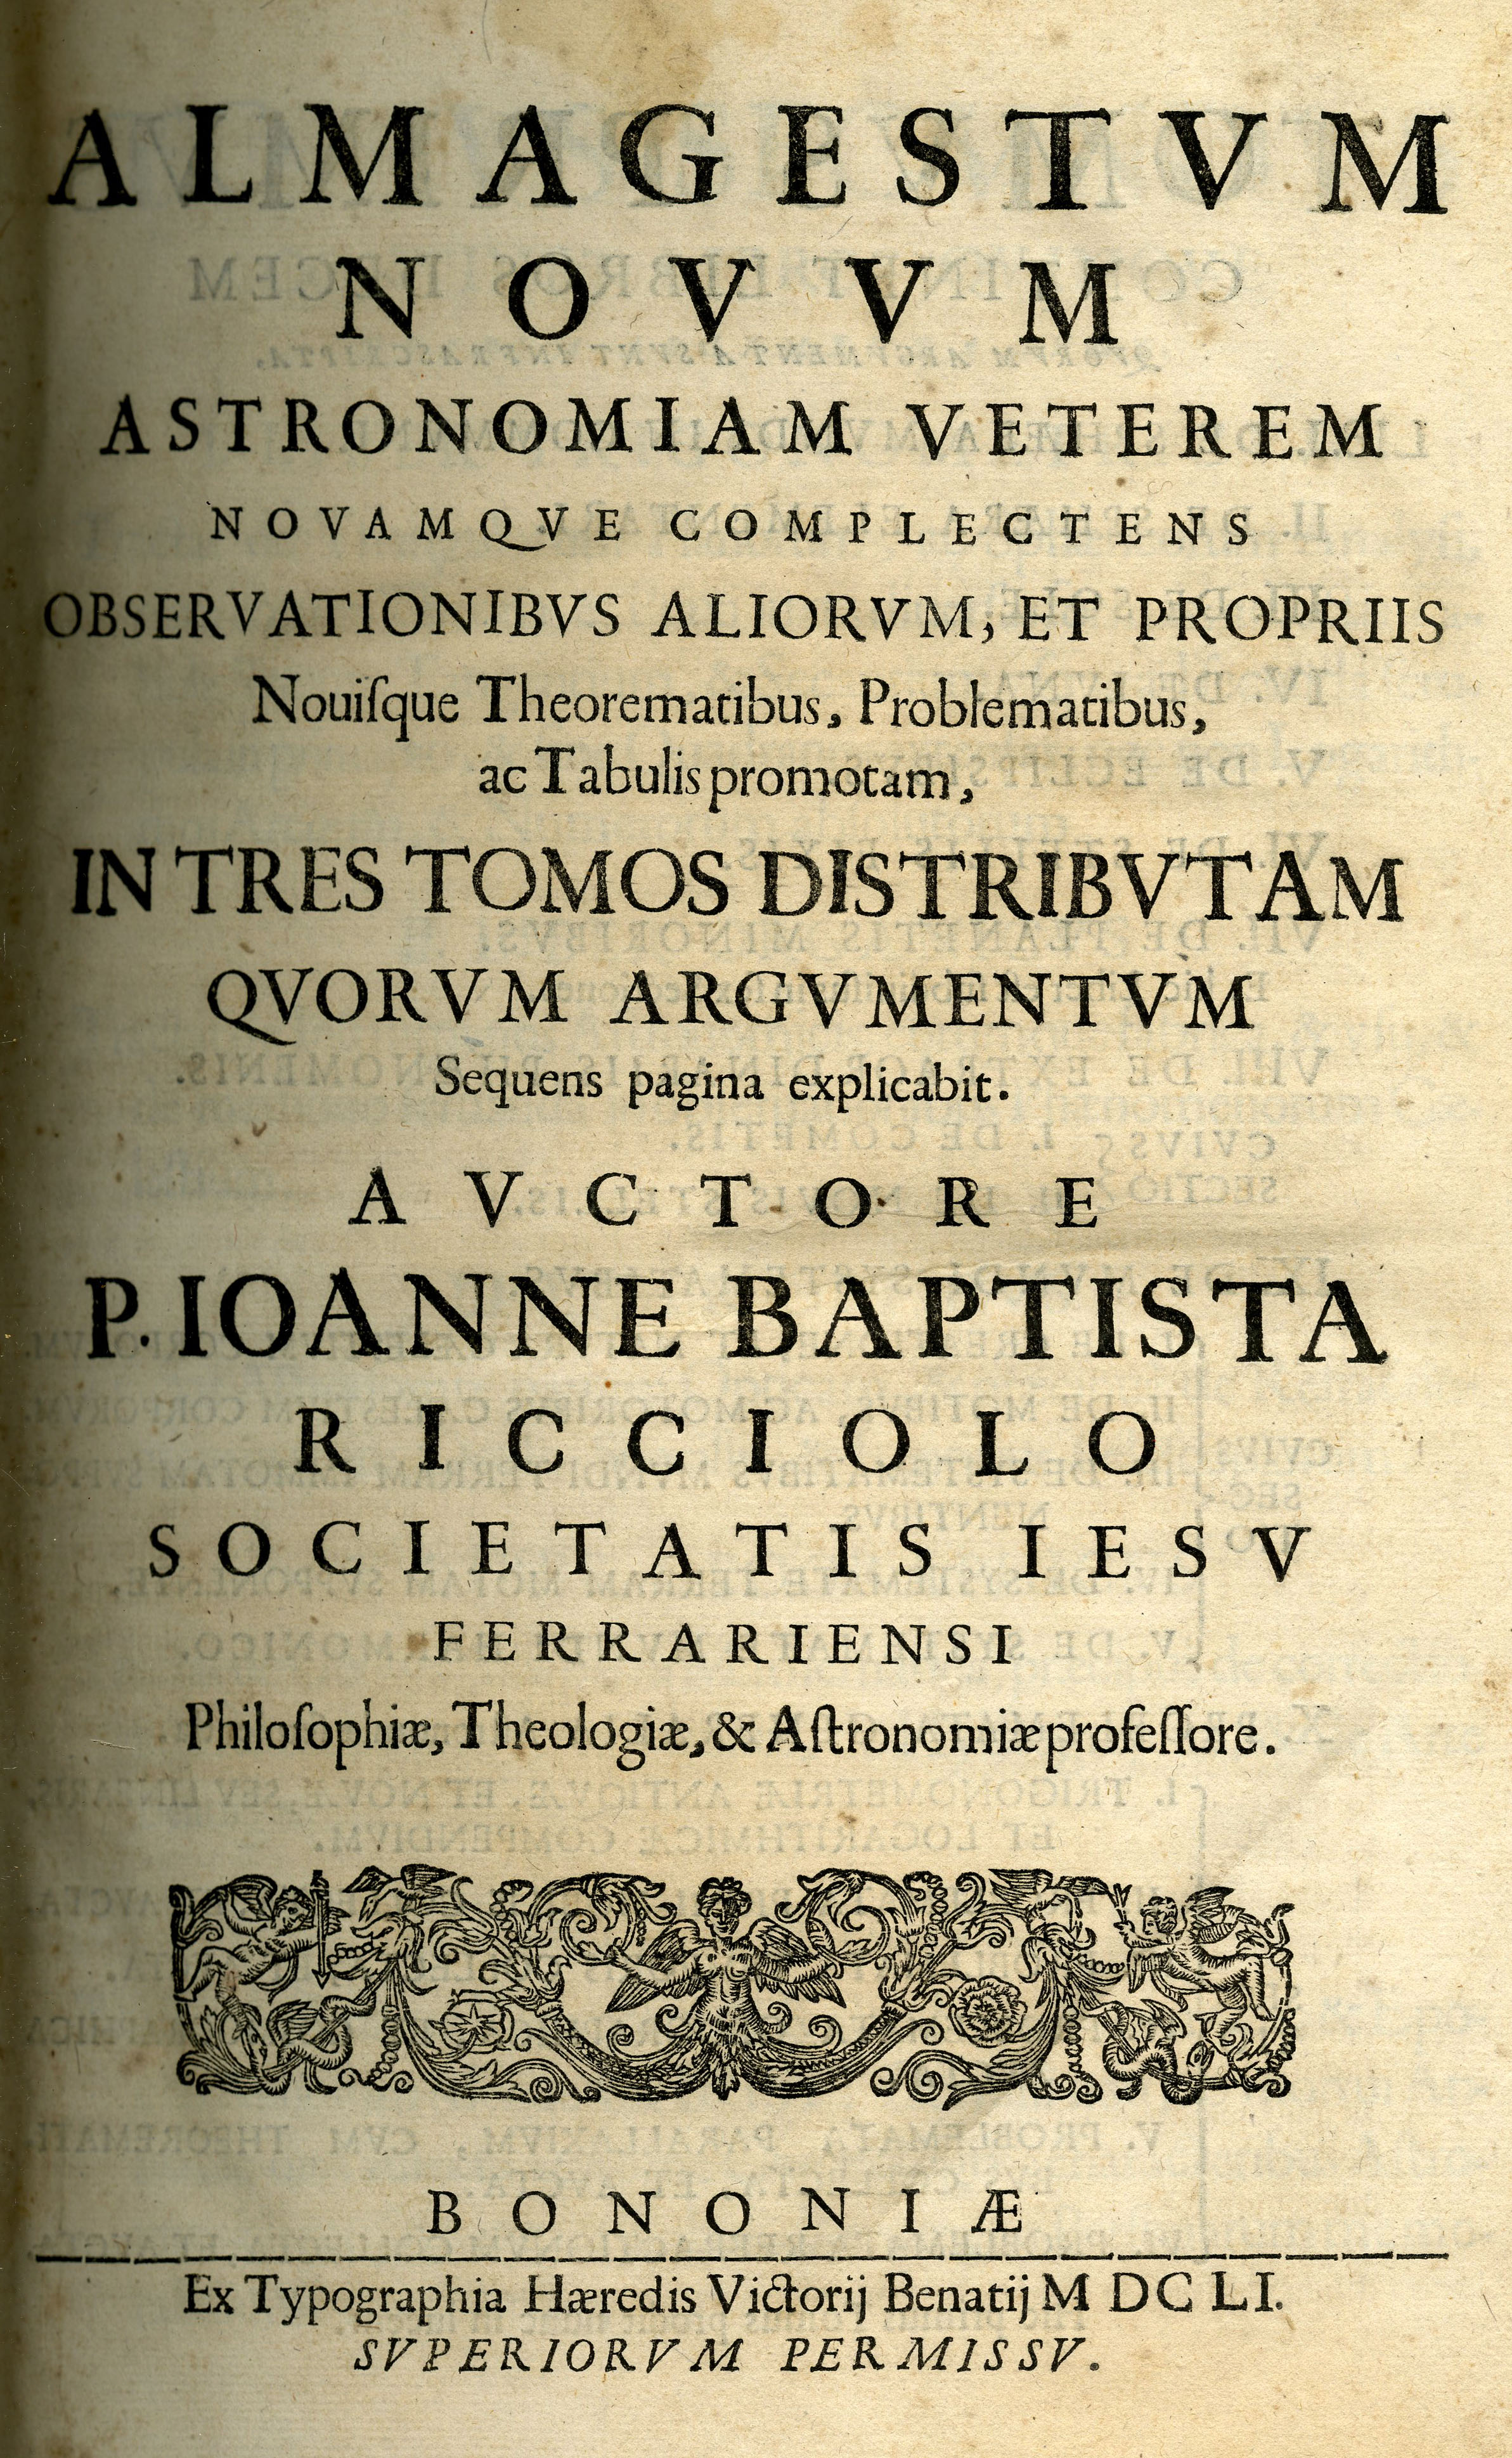 ALMAGESTVM
NOVVM
ASTRONOMIAM VETEREM
NOVAMQVE COMPLECTENS
OBSERVATIONIBVS ALIORVM, ET PROPRIIS
Nouiſque Theorematibus, Problematibus,
ac Tabulis promotam,
IN TRES TOMOS DISTRIBVTAM
QVORVM ARGVMENTVM
Sequens pagina explicabit.
AVCTORE
P. IOANNE BAPTISTA
RICCIOLO
SOCIETATIS IESV
FERRARIENSI
Philoſophiæ, Theologiæ, & Aſtronomiæ profeſſore.
BONONIÆ
Ex Typographia Hæredis Victorij Benatij M DC LI.
SVPERIORVM PERMISSV.